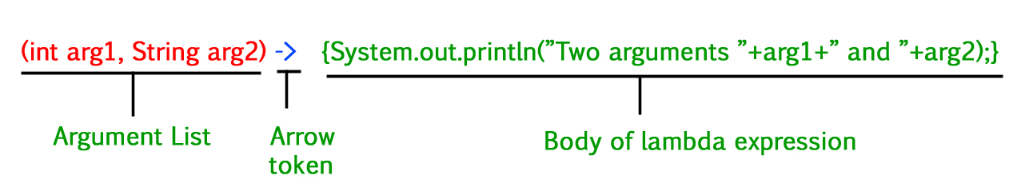 (int arg1, String arg2) -> {System.out.println("Two arguments ”+arg1+” and ”+arg2);}
Argument List
Arrow
token
Body of lambda expression